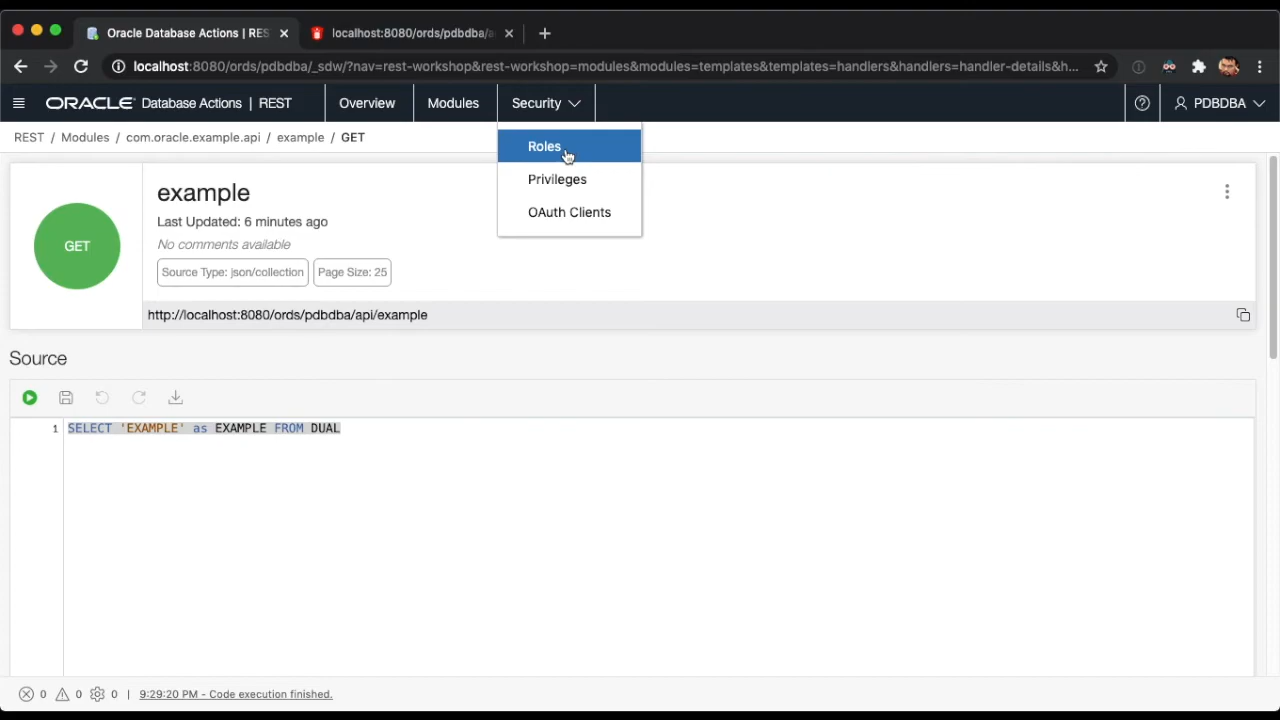 Oracle Database Actions | RES
localhost:8080/ords/pdbdba/a
localhost:8080/ords/pdbdba/_sdw/?nav=rest-workshop&rest-workshop=modules&modules=templates&templates=handlers&handlers=handler-details&h...
ORACLE Database Actions | REST
Overview
Modules
Security
PDBDBA
REST / Modules / com.oracle.example.api / example / GET
Roles
Privileges
OAuth Clients
GET
example
Last Updated: 6 minutes ago
No comments available
Source Type: json/collection
Page Size: 25
http://localhost:8080/ords/pdbdba/api/example
Source
1 SELECT 'EXAMPLE' as EXAMPLE FROM DUAL
0 0 0 | 9:29:20 PM - Code execution finished.